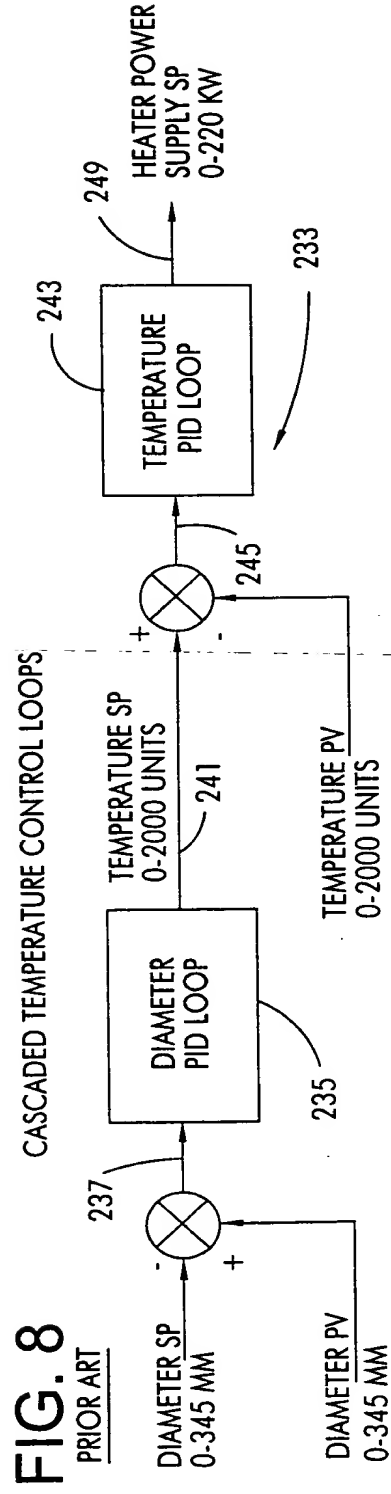 FIG. 8
PRIOR ART
CASCADED TEMPERATURE CONTROL LOOPS
DIAMETER SP
0-345 MM
-
+
DIAMETER PV
0-345 MM
237
DIAMETER
PID LOOP
235
TEMPERATURE SP
0-2000 UNITS
241
+
-
TEMPERATURE PV
0-2000 UNITS
245
TEMPERATURE
PID LOOP
243
249
HEATER POWER
SUPPLY SP
0-220 KW
233